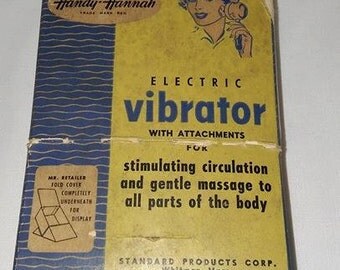 Handy-Hannah
TRADE MARK REG
ELECTRIC
vibrator
WITH ATTACHMENTS
FOR
stimulating circulation
and gentle massage to
all parts of the body
MR. RETAILER
FOLD COVER
COMPLETELY
UNDERNEATH
FOR
DISPLAY
STANDARD PRODUCTS CORP.
Whitman